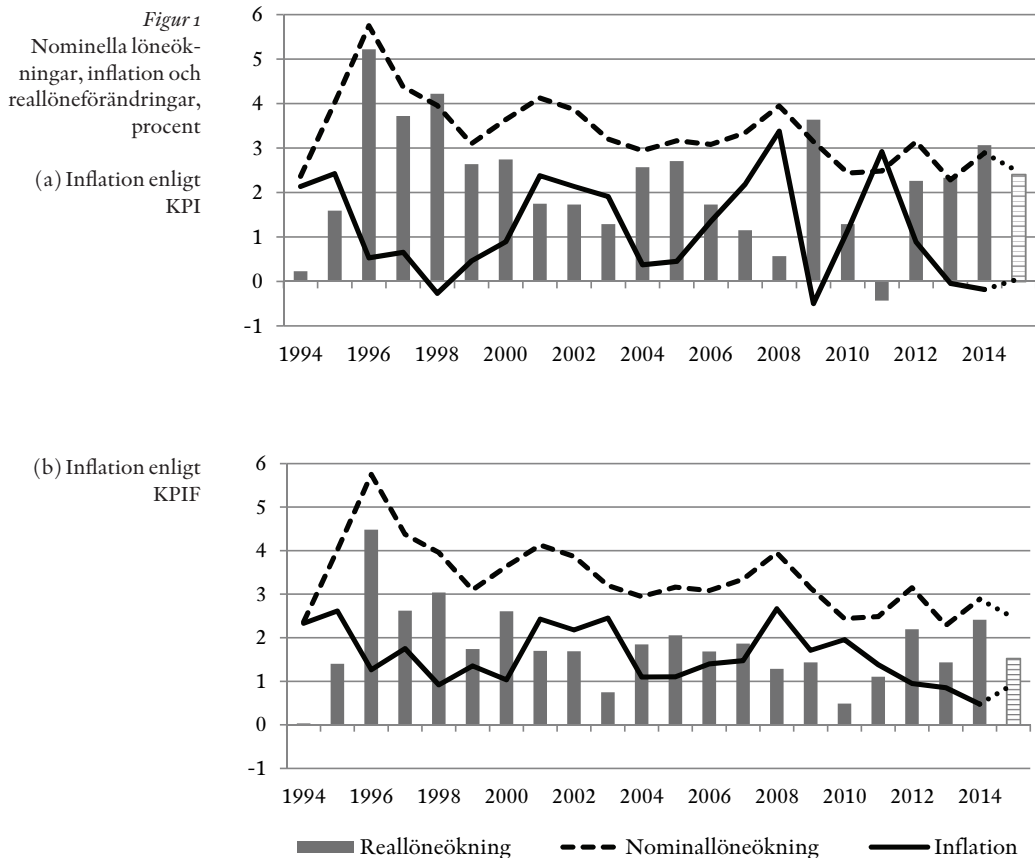 Figur 1
Nominella löneök-
ningar, inflation och
reallöneförändringar,
procent
(a) Inflation enligt
KPI
6
5
4
3
2
1
0
-1
1994 1996 1998 2000 2002 2004 2006 2008 2010 2012 2014
(b) Inflation enligt
KPIF
6
5
4
3
2
1
0
-1
1994 1996 1998 2000 2002 2004 2006 2008 2010 2012 2014
Reallöneökning Nominallöneökning Inflation